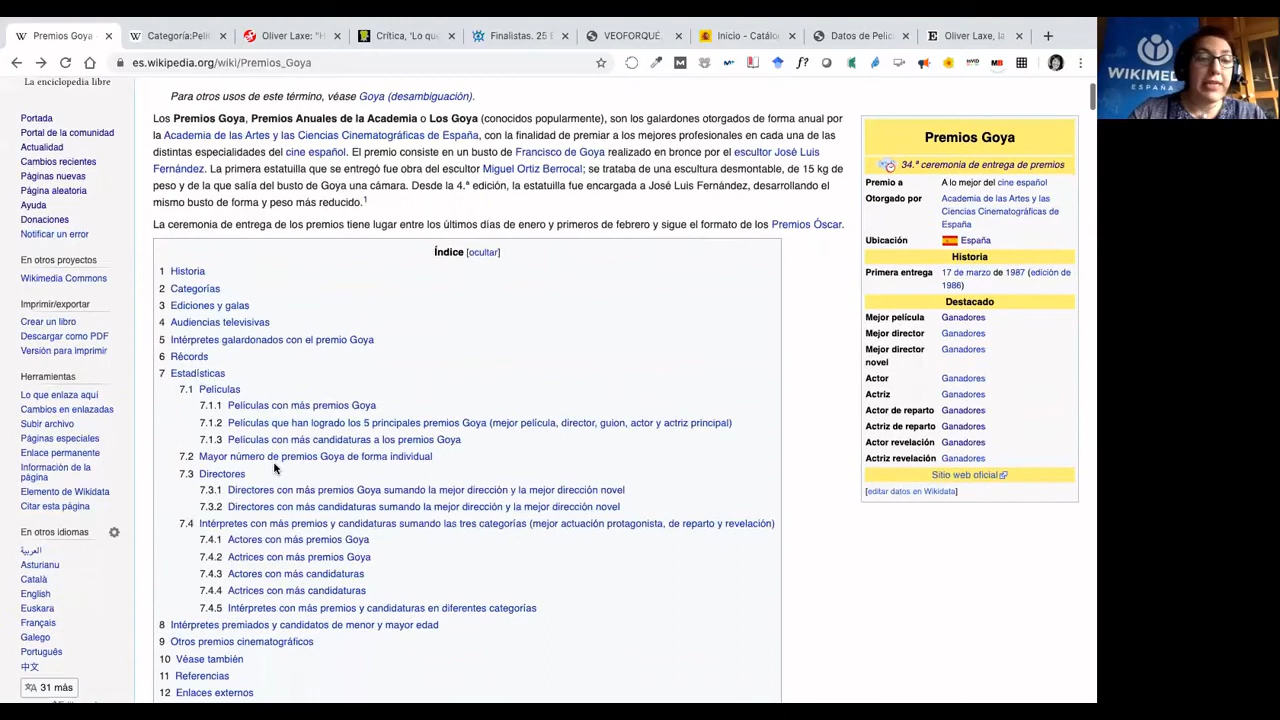 Premios Goya
Categoría:Pelí
Oliver Laxe: "H
Crítica, 'Lo que
Finalistas. 25 E
VEOFORQUÉ.
Inicio - Catálog
Datos de Pelíc
Oliver Laxe, la
es.wikipedia.org/wiki/Premios_Goya
La enciclopedia libre
Portada
Portal de la comunidad
Actualidad
Cambios recientes
Páginas nuevas
Página aleatoria
Ayuda
Donaciones
Notificar un error
En otros proyectos
Wikimedia Commons
Imprimir/exportar
Crear un libro
Descargar como PDF
Versión para imprimir
Herramientas
Lo que enlaza aquí
Cambios en enlazadas
Subir archivo
Páginas especiales
Enlace permanente
Información de la
página
Elemento de Wikidata
Citar esta página
En otros idiomas
العربية
Asturianu
Català
English
Euskara
Français
Galego
Português
中文
31 más
Para otros usos de este término, véase Goya (desambiguación).
Los Premios Goya, Premios Anuales de la Academia o Los Goya (conocidos popularmente), son los galardones otorgados de forma anual por
la Academia de las Artes y las Ciencias Cinematográficas de España, con la finalidad de premiar a los mejores profesionales en cada una de las
distintas especialidades del cine español. El premio consiste en un busto de Francisco de Goya realizado en bronce por el escultor José Luis
Fernández. La primera estatuilla que se entregó fue obra del escultor Miguel Ortiz Berrocal; se trataba de una escultura desmontable, de 15 kg de
peso y de la que salía del busto de Goya una cámara. Desde la 4.ª edición, la estatuilla fue encargada a José Luis Fernández, desarrollando el
mismo busto de forma y peso más reducido.1
La ceremonia de entrega de los premios tiene lugar entre los últimos días de enero y primeros de febrero y sigue el formato de los Premios Óscar.
Índice [ocultar]
1 Historia
2 Categorías
3 Ediciones y galas
4 Audiencias televisivas
5 Intérpretes galardonados con el premio Goya
6 Récords
7 Estadísticas
7.1 Películas
7.1.1 Películas con más premios Goya
7.1.2 Películas que han logrado los 5 principales premios Goya (mejor película, director, guion, actor y actriz principal)
7.1.3 Películas con más candidaturas a los premios Goya
7.2 Mayor número de premios Goya de forma individual
7.3 Directores
7.3.1 Directores con más premios Goya sumando la mejor dirección y la mejor dirección novel
7.3.2 Directores con más candidaturas sumando la mejor dirección y la mejor dirección novel
7.4 Intérpretes con más premios y candidaturas sumando las tres categorías (mejor actuación protagonista, de reparto y revelación)
7.4.1 Actores con más premios Goya
7.4.2 Actrices con más premios Goya
7.4.3 Actores con más candidaturas
7.4.4 Actrices con más candidaturas
7.4.5 Intérpretes con más premios y candidaturas en diferentes categorías
8 Intérpretes premiados y candidatos de menor y mayor edad
9 Otros premios cinematográficos
10 Véase también
11 Referencias
12 Enlaces externos
Premios Goya
34.ª ceremonia de entrega de premios
Premio a A lo mejor del cine español
Otorgado por Academia de las Artes y las
Ciencias Cinematográficas de
España
Ubicación España
Historia
Primera entrega 17 de marzo de 1987 (edición de
1986)
Destacado
Mejor película Ganadores
Mejor director Ganadores
Mejor director Ganadores
novel
Actor Ganadores
Actriz Ganadores
Actor de reparto Ganadores
Actriz de reparto Ganadores
Actor revelación Ganadores
Actriz revelación Ganadores
Sitio web oficial
[editar datos en Wikidata]
WIKIMED
ESPAÑA